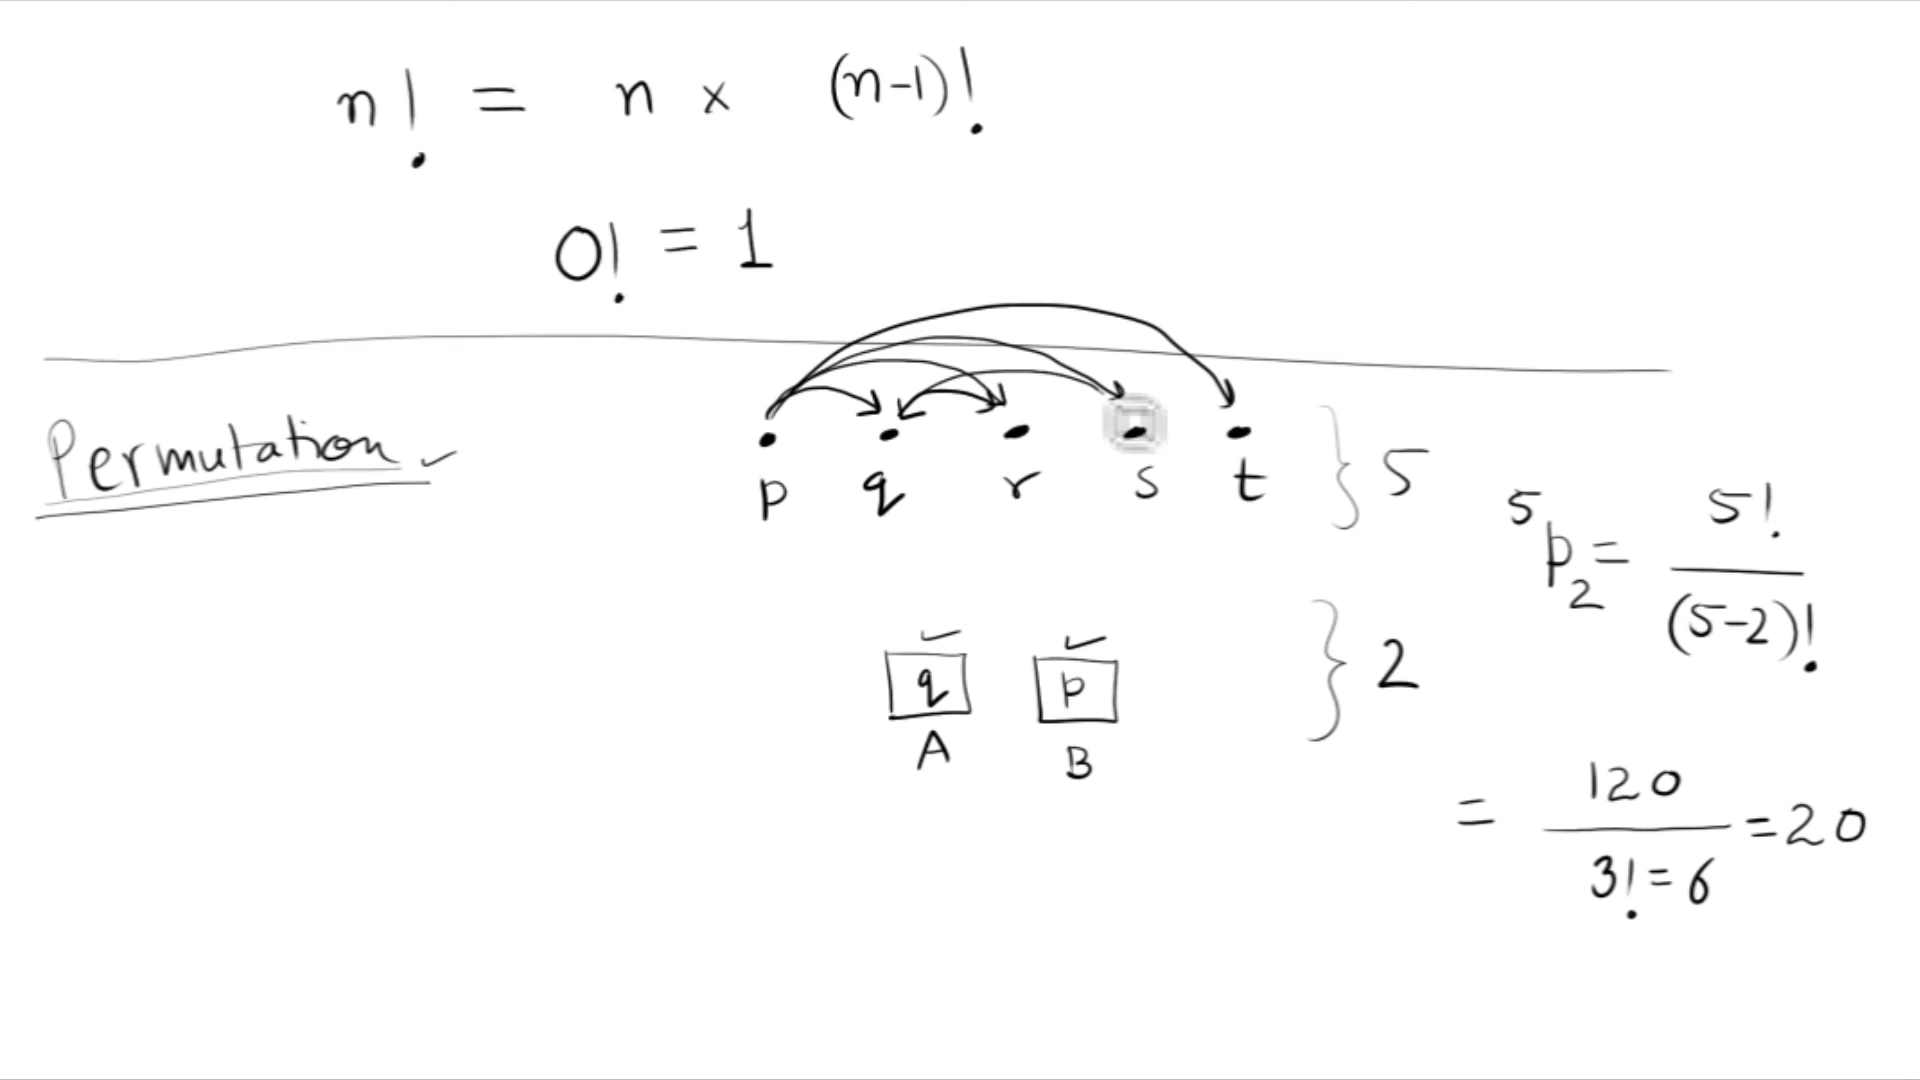 n! = n × (n-1)!
0! = 1
Permutation
p q r s t } 5
⁵P₂ = 5! / (5-2)!
q p } 2
A B
= 120 / 3! = 6 = 20